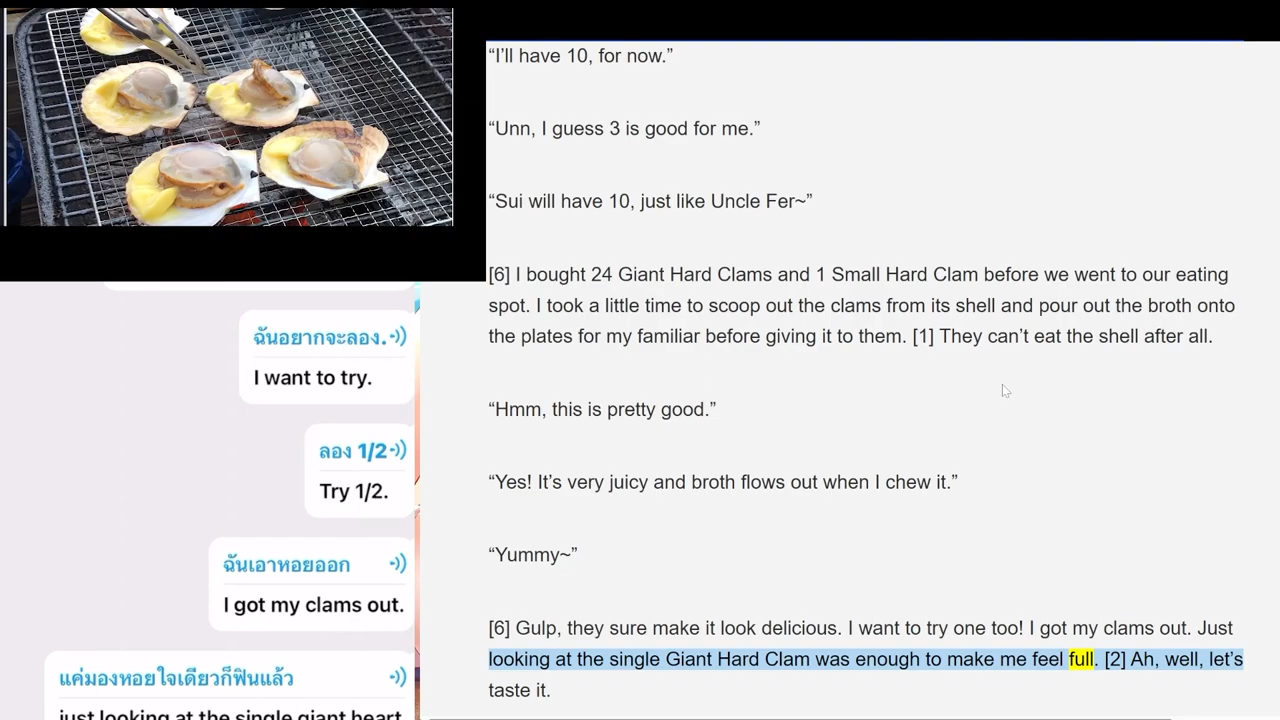 “I’ll have 10, for now.”
“Unn, I guess 3 is good for me.”
“Sui will have 10, just like Uncle Fer~”
[6] I bought 24 Giant Hard Clams and 1 Small Hard Clam before we went to our eating
spot. I took a little time to scoop out the clams from its shell and pour out the broth onto
the plates for my familiar before giving it to them. [1] They can’t eat the shell after all.
“Hmm, this is pretty good.”
“Yes! It’s very juicy and broth flows out when I chew it.”
“Yummy~”
[6] Gulp, they sure make it look delicious. I want to try one too! I got my clams out. Just
looking at the single Giant Hard Clam was enough to make me feel full. [2] Ah, well, let’s
taste it.
ฉันอยากจะลอง.
I want to try.
ลอง 1/2
Try 1/2.
ฉันเอาหอยออก
I got my clams out.
แค่มองหอยใจเดียวก็ฟินแล้ว
just looking at the single giant heart